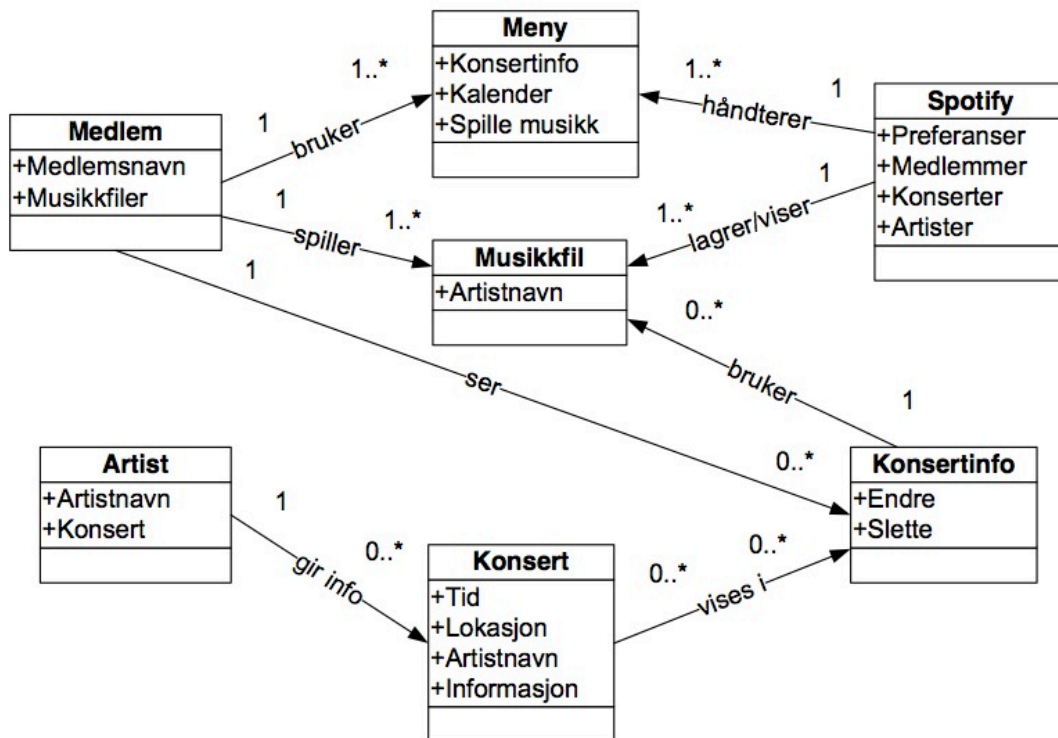 Meny
+Konsertinfo
+Kalender
+Spille musikk
1..*
1
bruker
1..*
1
håndterer
Medlem
+Medlemsnavn
+Musikkfiler
Spotify
+Preferanser
+Medlemmer
+Konserter
+Artister
1
spiller
1..*
1
1..*
lagrer/viser
Musikkfil
+Artistnavn
1
ser
0..*
0..*
bruker
1
Artist
+Artistnavn
+Konsert
Konsertinfo
+Endre
+Slette
1
gir info
0..*
Konsert
+Tid
+Lokasjon
+Artistnavn
+Informasjon
0..*
vises i
0..*